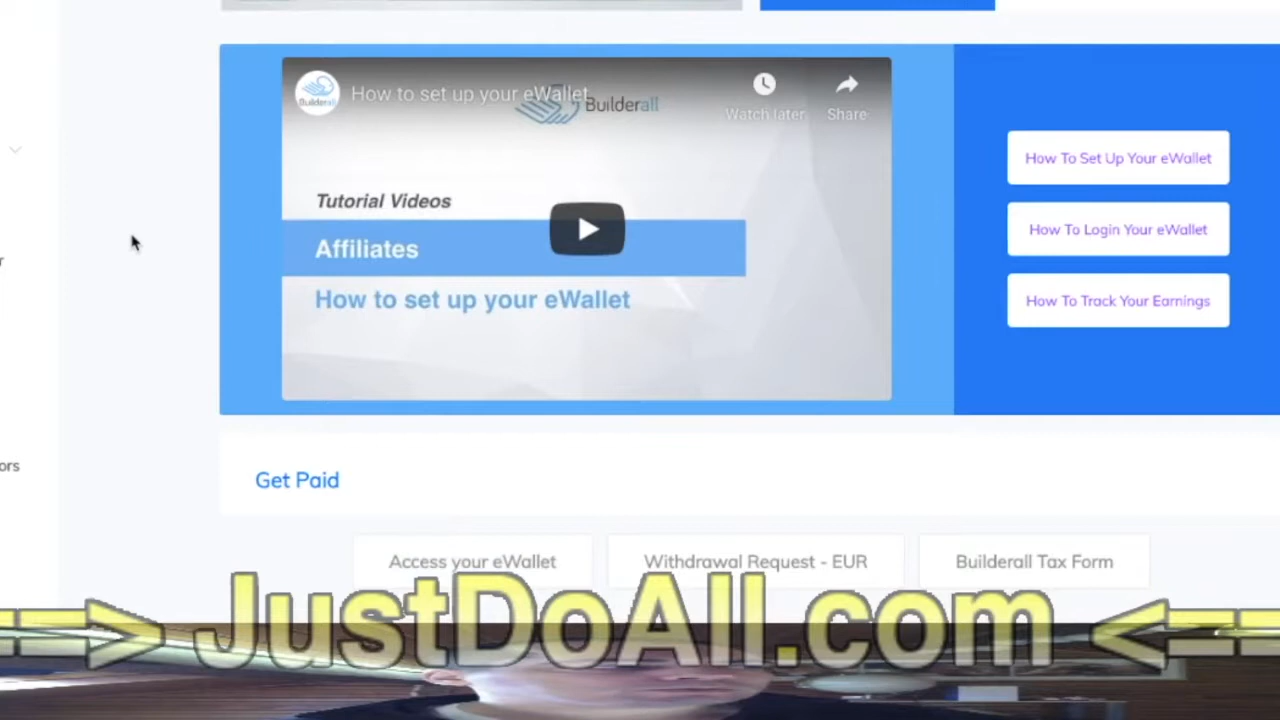 How to set up your eWallet
Builderall
Builderall
Watch later
Share
Tutorial Videos
Affiliates
How to set up your eWallet
How To Set Up Your eWallet
How To Login Your eWallet
How To Track Your Earnings
r
ors
Get Paid
Access your eWallet
Withdrawal Request - EUR
Builderall Tax Form
==> JustDoAll.com <==